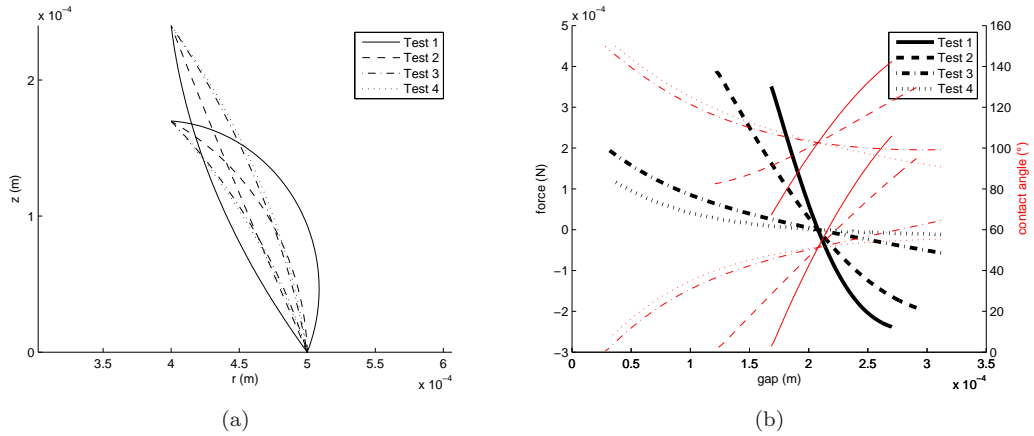 x 10⁻⁴
2
1
0
z (m)
3.5
4
4.5
5
5.5
6
r (m)
x 10⁻⁴
Test 1
Test 2
Test 3
Test 4
(a)
x 10⁻⁴
5
4
3
2
1
0
−1
−2
−3
force (N)
0
0.5
1
1.5
2
2.5
3
3.5
gap (m)
x 10⁻⁴
160
140
120
100
80
60
40
20
0
contact angle (°)
Test 1
Test 2
Test 3
Test 4
(b)